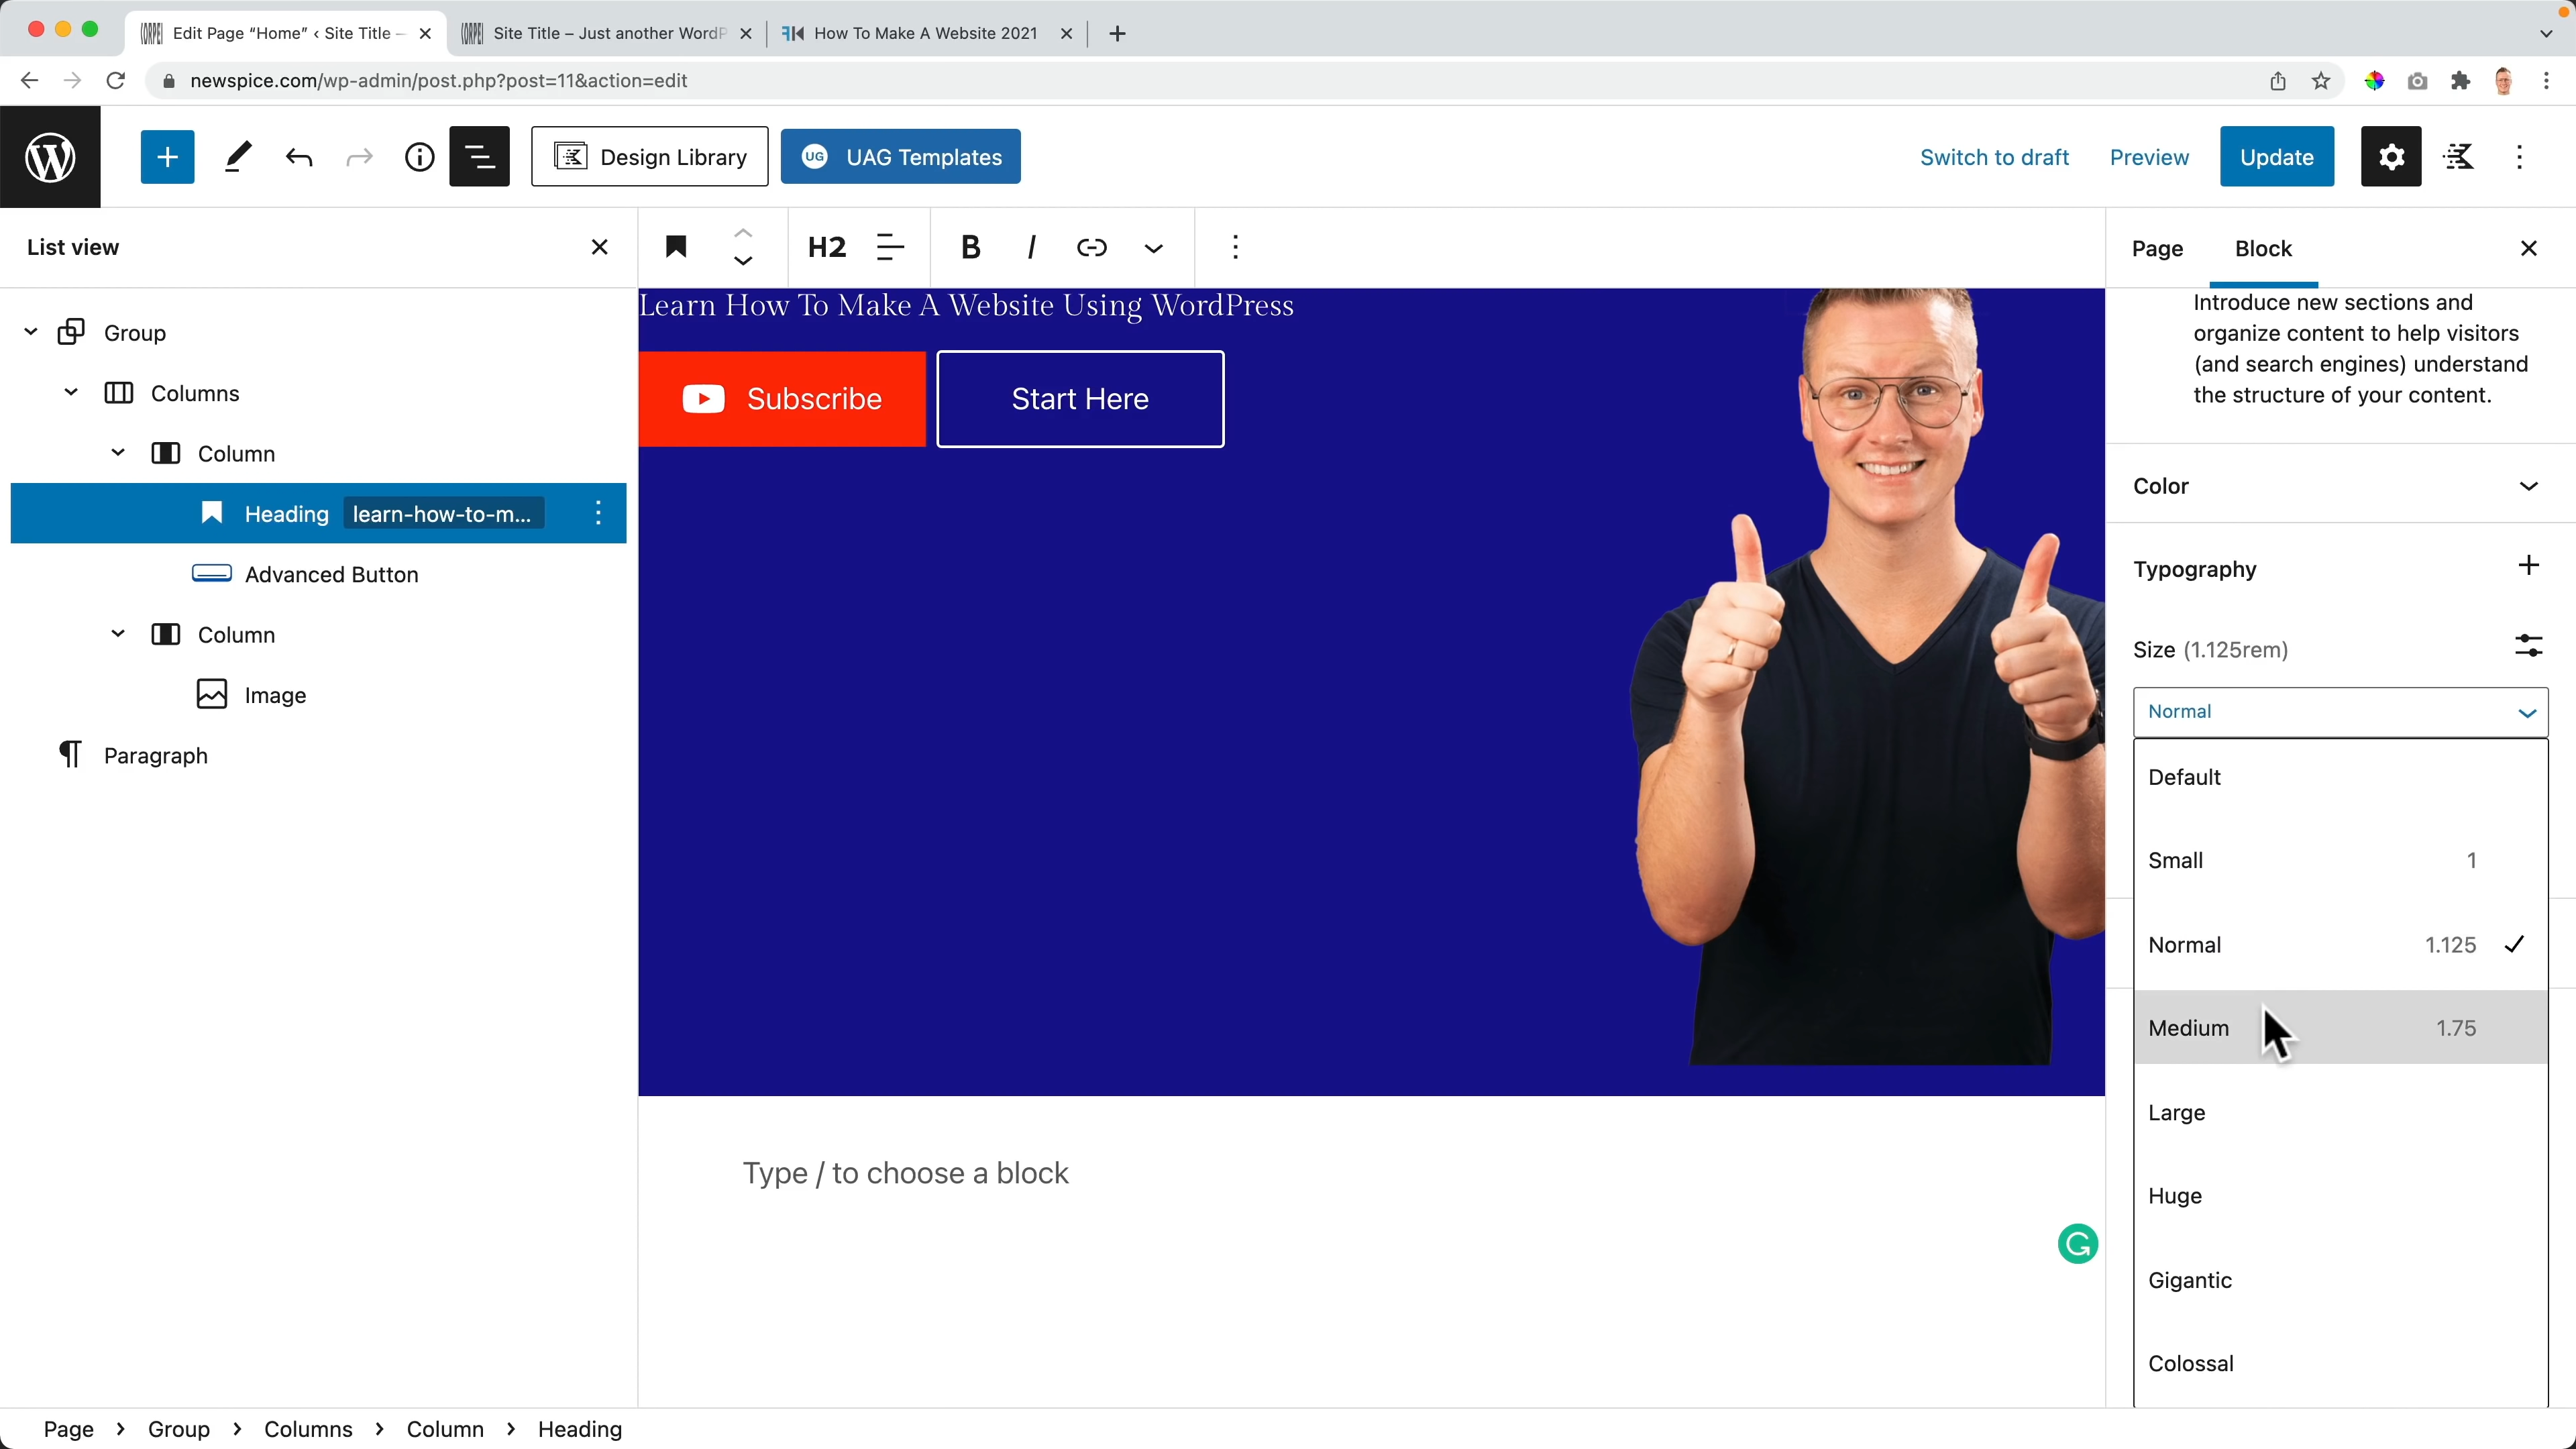 Edit Page “Home” ‹ Site Title –
Site Title – Just another WordP
How To Make A Website 2021
newspice.com/wp-admin/post.php?post=11&action=edit
Design Library
UG
UAG Templates
Switch to draft
Preview
Update
List view
H2
B
I
Page
Block
Group
Columns
Column
Heading
learn-how-to-m...
Advanced Button
Column
Image
Paragraph
Learn How To Make A Website Using WordPress
Subscribe
Start Here
Type / to choose a block
Introduce new sections and
organize content to help visitors
(and search engines) understand
the structure of your content.
Color
Typography
Size (1.125rem)
Normal
Default
Small 1
Normal 1.125
Medium 1.75
Large
Huge
Gigantic
Colossal
Page > Group > Columns > Column > Heading